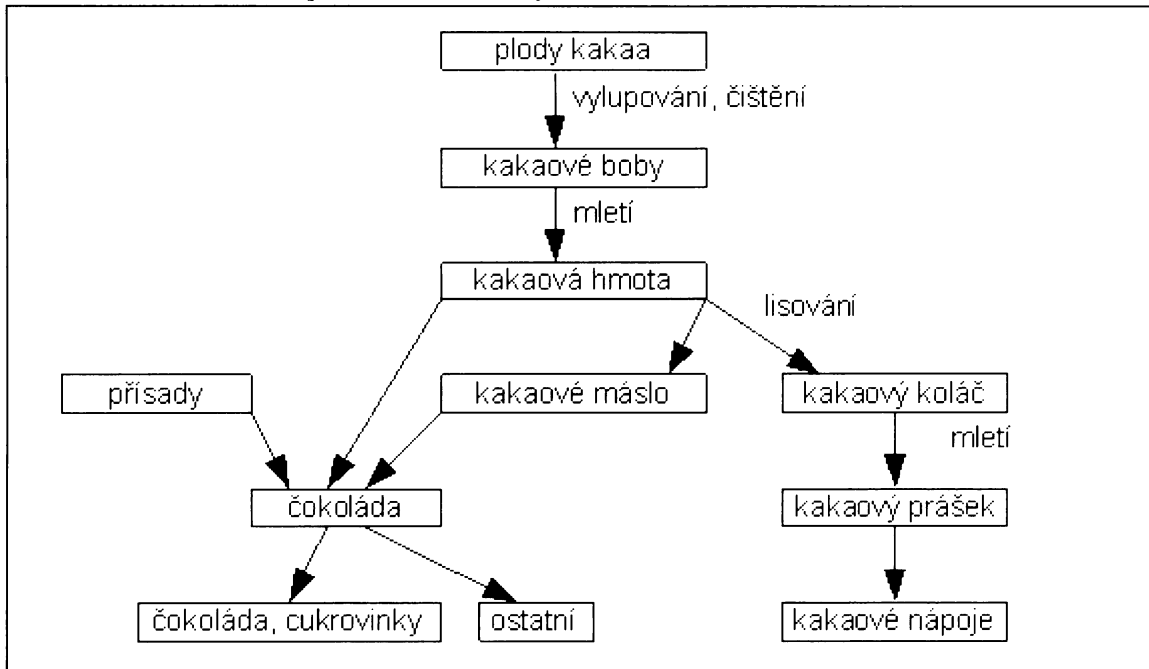 plody kakaa
vylupování, čištění
kakaové boby
mletí
kakaová hmota
lisování
přísady
kakaové máslo
kakaový koláč
mletí
čokoláda
kakaový prášek
čokoláda, cukrovinky
ostatní
kakaové nápoje